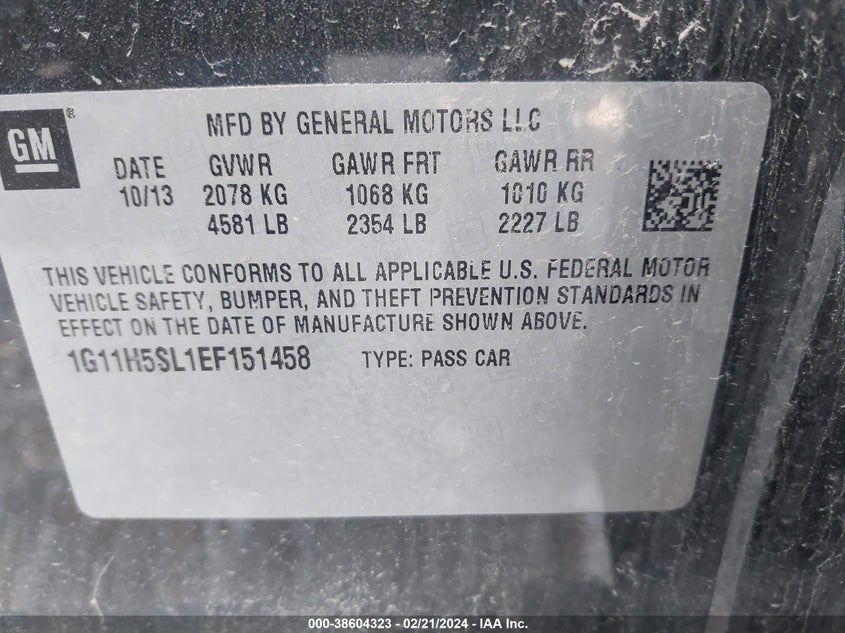 GM®
MFD BY GENERAL MOTORS LLC
DATE GVWR GAWR FRT GAWR RR
10/13 2078 KG 1068 KG 1010 KG
4581 LB 2354 LB 2227 LB
THIS VEHICLE CONFORMS TO ALL APPLICABLE U.S. FEDERAL MOTOR
VEHICLE SAFETY, BUMPER, AND THEFT PREVENTION STANDARDS IN
EFFECT ON THE DATE OF MANUFACTURE SHOWN ABOVE.
1G11H5SL1EF151458 TYPE: PASS CAR
000-38604323 - 02/21/2024 - IAA Inc.